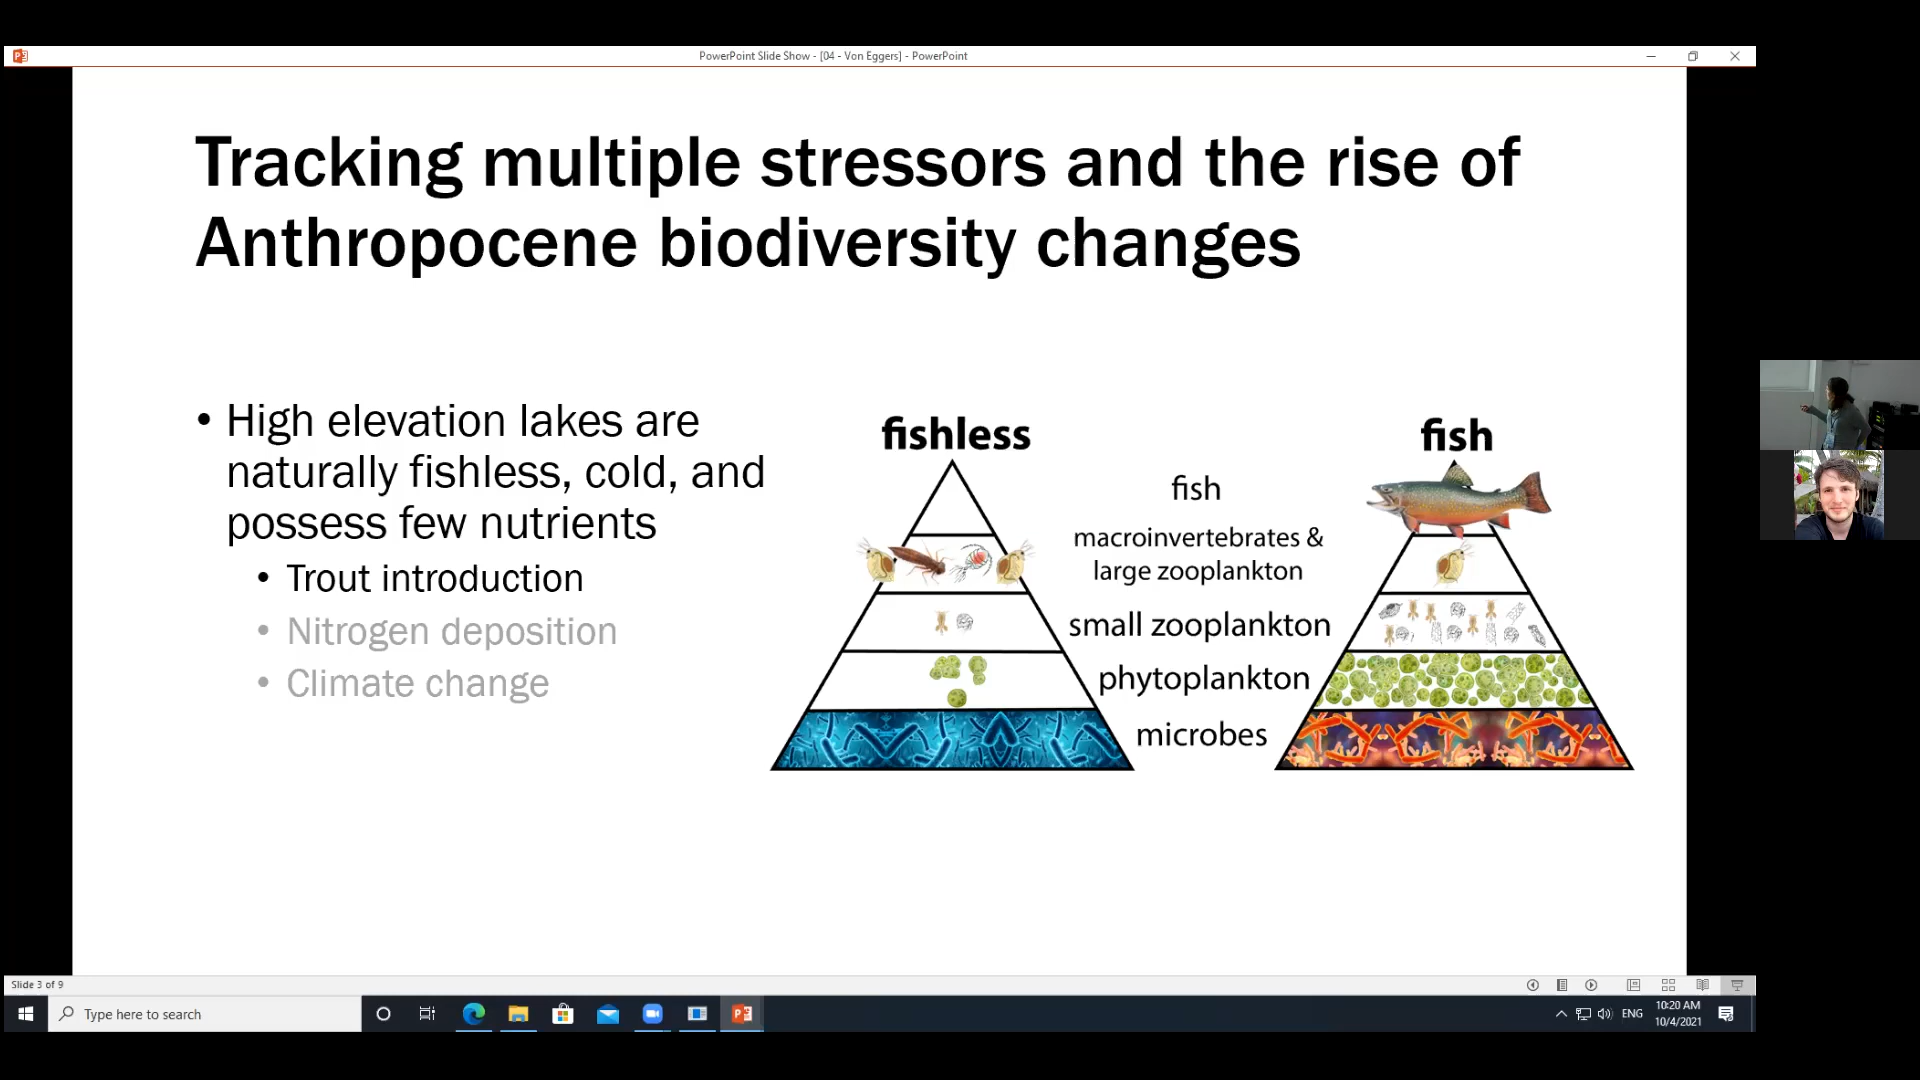 PowerPoint Slide Show - [04 - Von Eggers] - PowerPoint
Tracking multiple stressors and the rise of
Anthropocene biodiversity changes
• High elevation lakes are
naturally fishless, cold, and
possess few nutrients
• Trout introduction
• Nitrogen deposition
• Climate change
fishless
fish
fish
macroinvertebrates &
large zooplankton
small zooplankton
phytoplankton
microbes
Slide 3 of 9
Type here to search
ENG
10:20 AM
10/4/2021